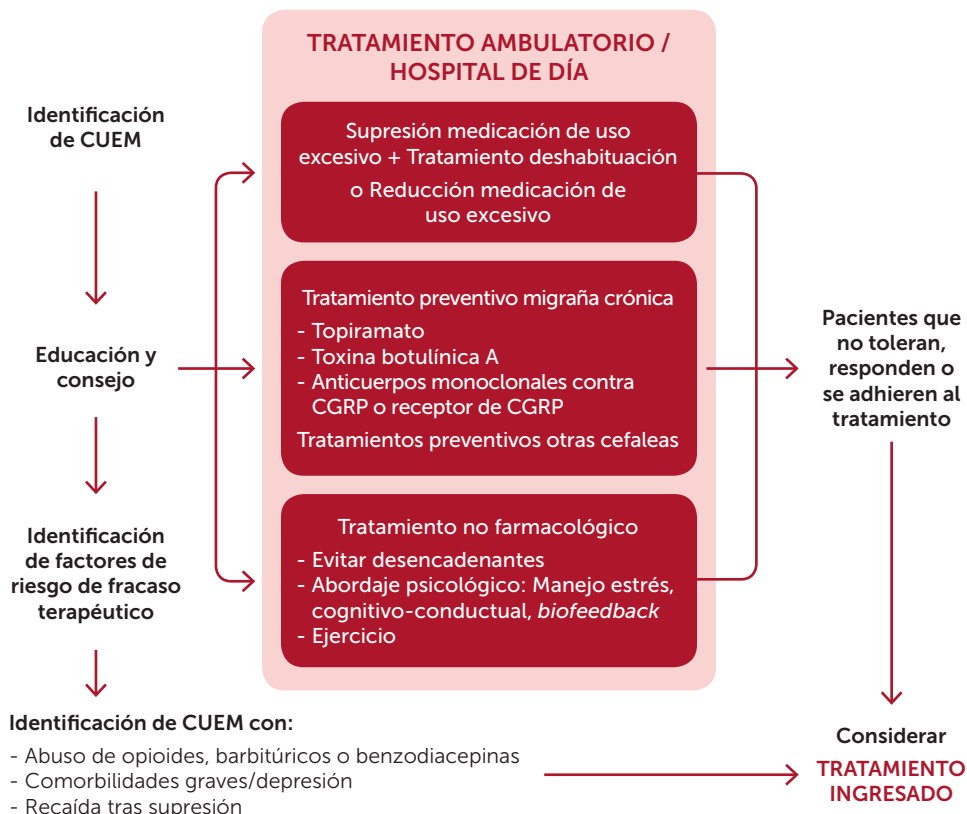 TRATAMIENTO AMBULATORIO /
HOSPITAL DE DÍA
Identificación
de CUEM
Educación y
consejo
Identificación
de factores de
riesgo de fracaso
terapéutico
Supresión medicación de uso
excesivo + Tratamiento deshabituación
o Reducción medicación de
uso excesivo
Tratamiento preventivo migraña crónica
- Topiramato
- Toxina botulínica A
- Anticuerpos monoclonales contra
CGRP o receptor de CGRP
Tratamientos preventivos otras cefaleas
Tratamiento no farmacológico
- Evitar desencadenantes
- Abordaje psicológico: Manejo estrés,
cognitivo-conductual, biofeedback
- Ejercicio
Pacientes que
no toleran,
responden o
se adhieren al
tratamiento
Identificación de CUEM con:
- Abuso de opioides, barbitúricos o benzodiacepinas
- Comorbilidades graves/depresión
- Recaída tras supresión
Considerar
TRATAMIENTO
INGRESADO